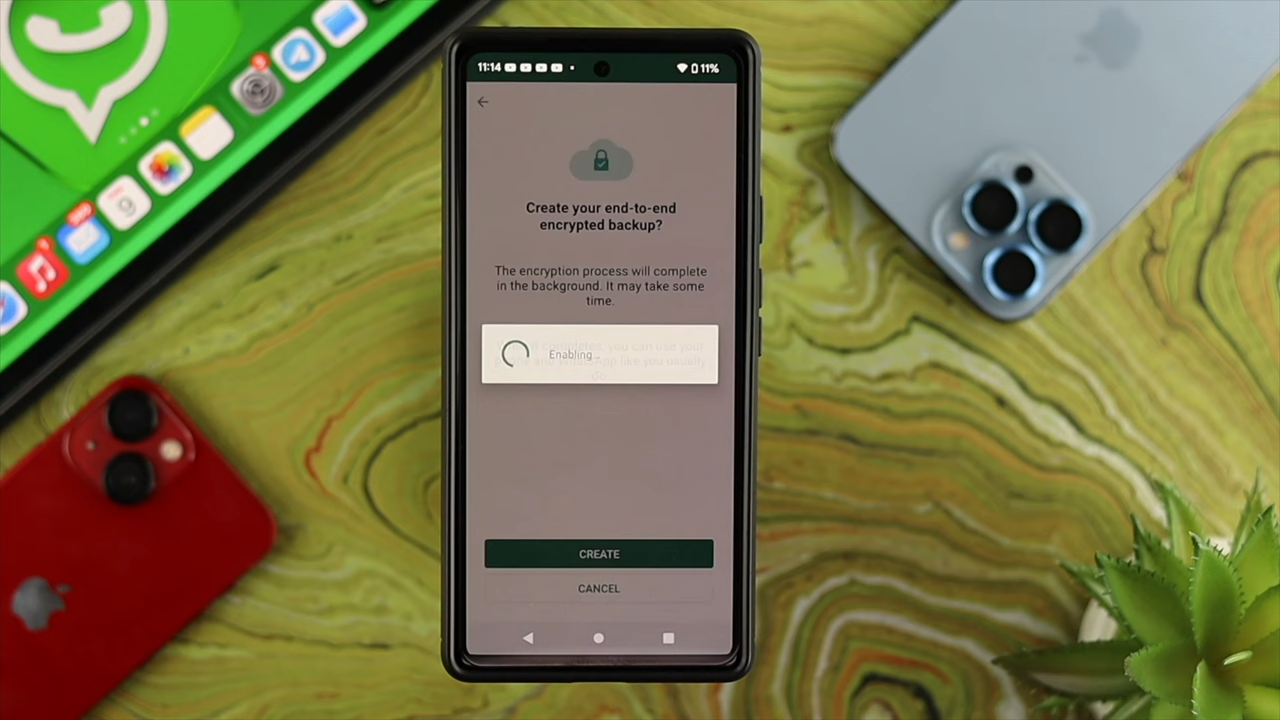 11:14
11%
Create your end-to-end
encrypted backup?
The encryption process will complete
in the background. It may take some
time.
Enabling...
CREATE
CANCEL
9